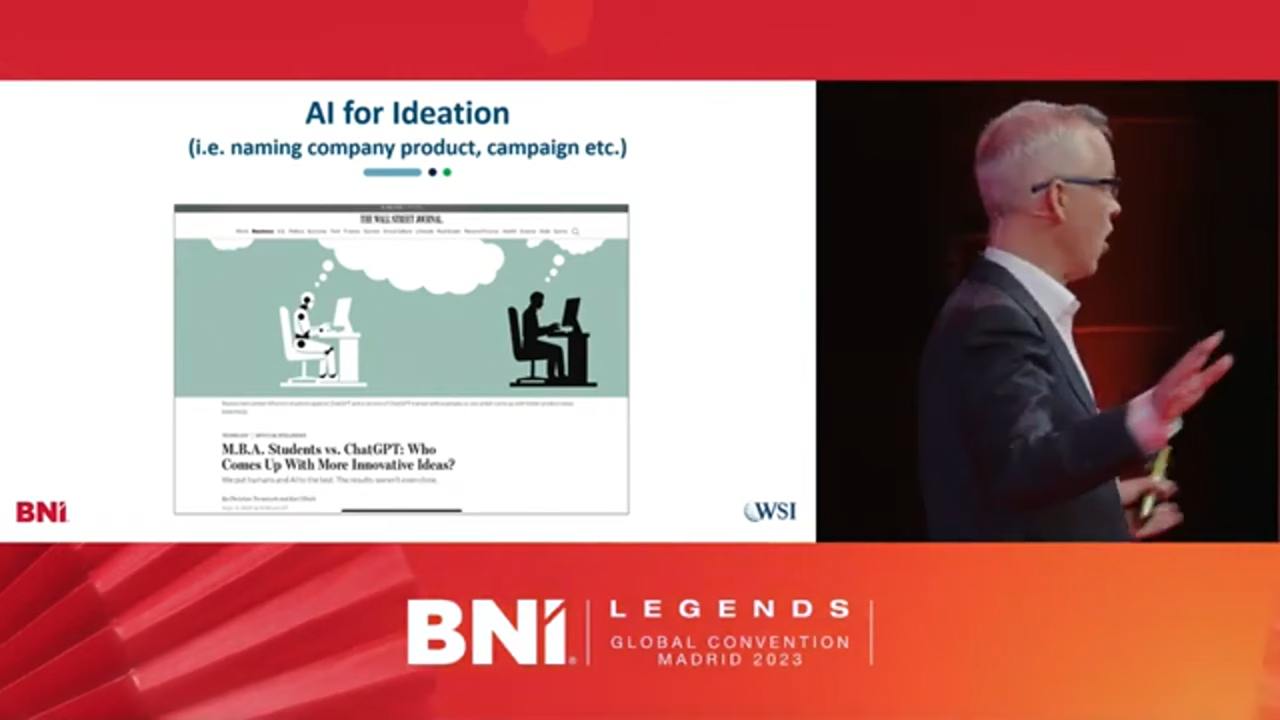 AI for Ideation
(i.e. naming company product, campaign etc.)
THE WALL STREET JOURNAL.
M.B.A. Students vs. ChatGPT: Who
Comes Up With More Innovative Ideas?
We put humans and AI to the test. The results weren't even close.
BNI
WSI
BNI®
LEGENDS
GLOBAL CONVENTION
MADRID 2023